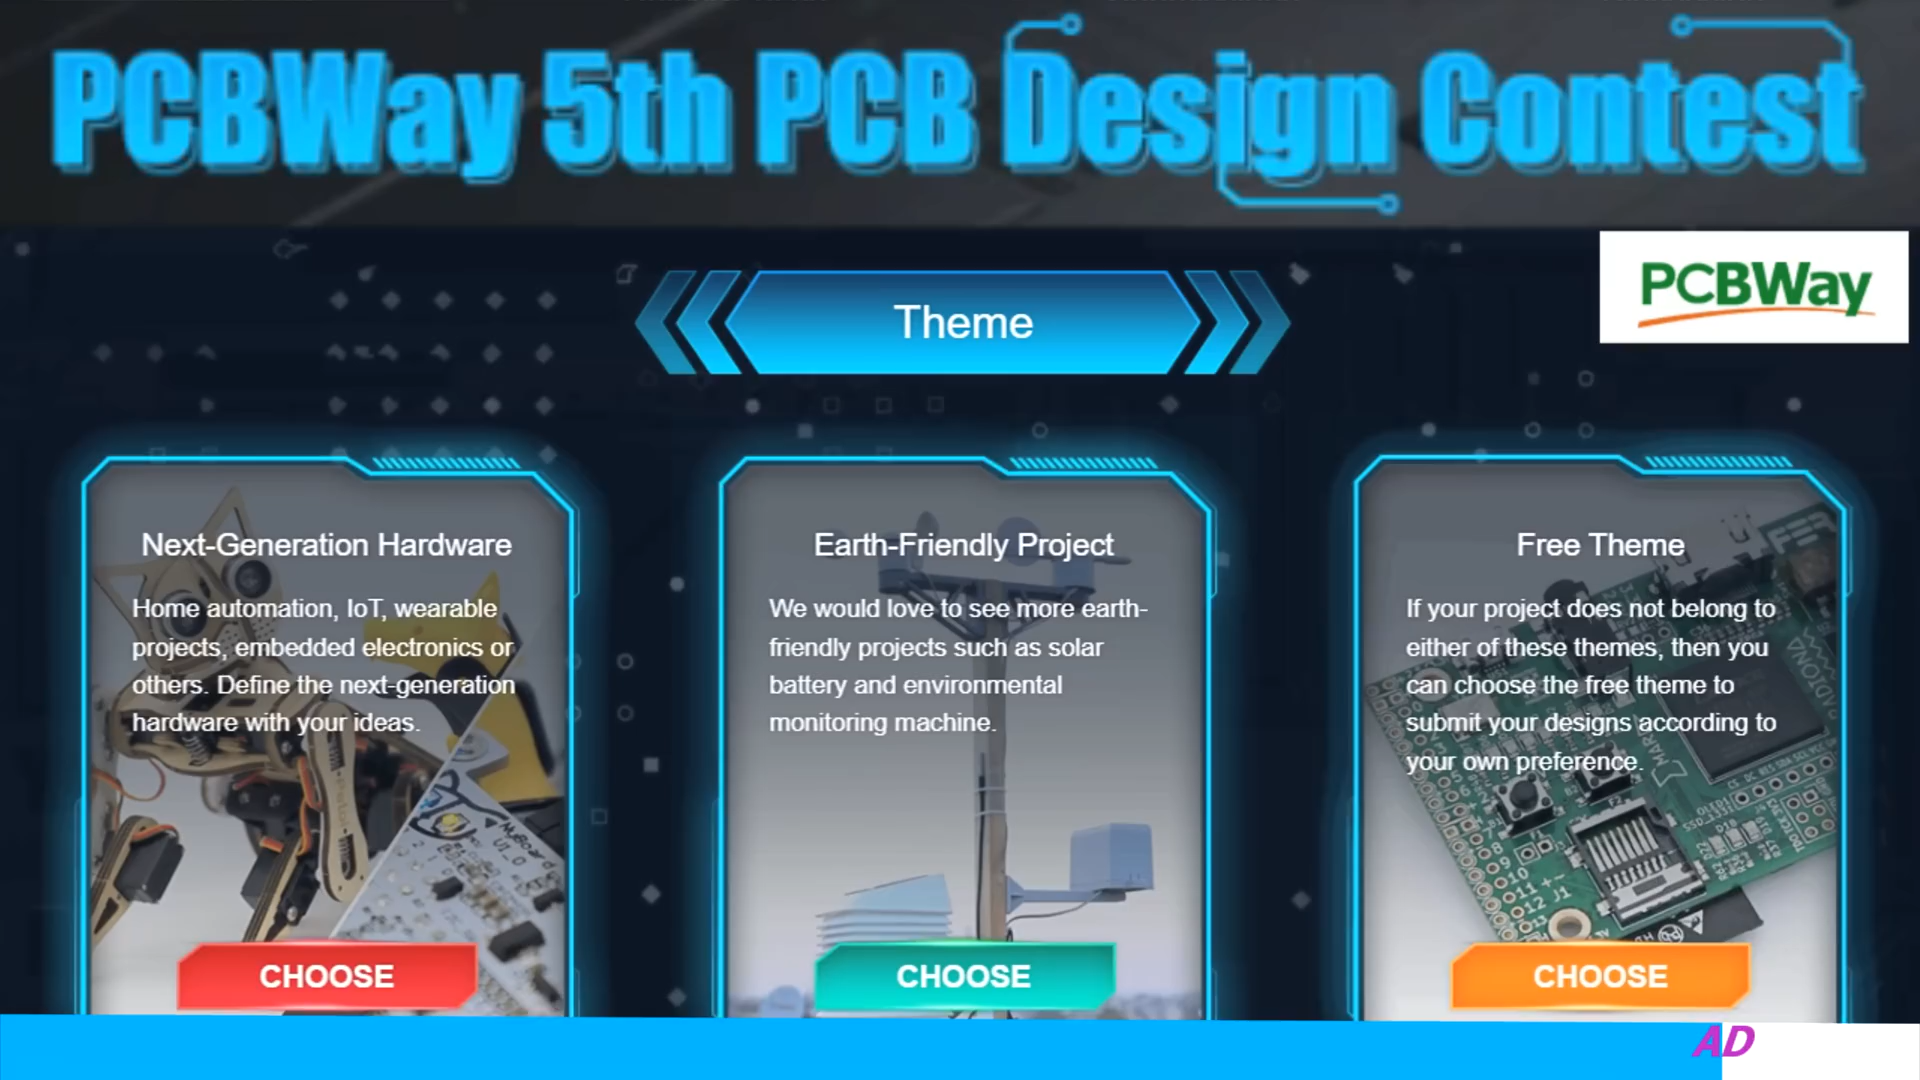 PCBWay 5th PCB Design Contest
PCBWay
Theme
Next-Generation Hardware
Home automation, IoT, wearable
projects, embedded electronics or
others. Define the next-generation
hardware with your ideas.
CHOOSE
Earth-Friendly Project
We would love to see more earth-
friendly projects such as solar
battery and environmental
monitoring machine.
CHOOSE
Free Theme
If your project does not belong to
either of these themes, then you
can choose the free theme to
submit your designs according to
your own preference.
CHOOSE
AD